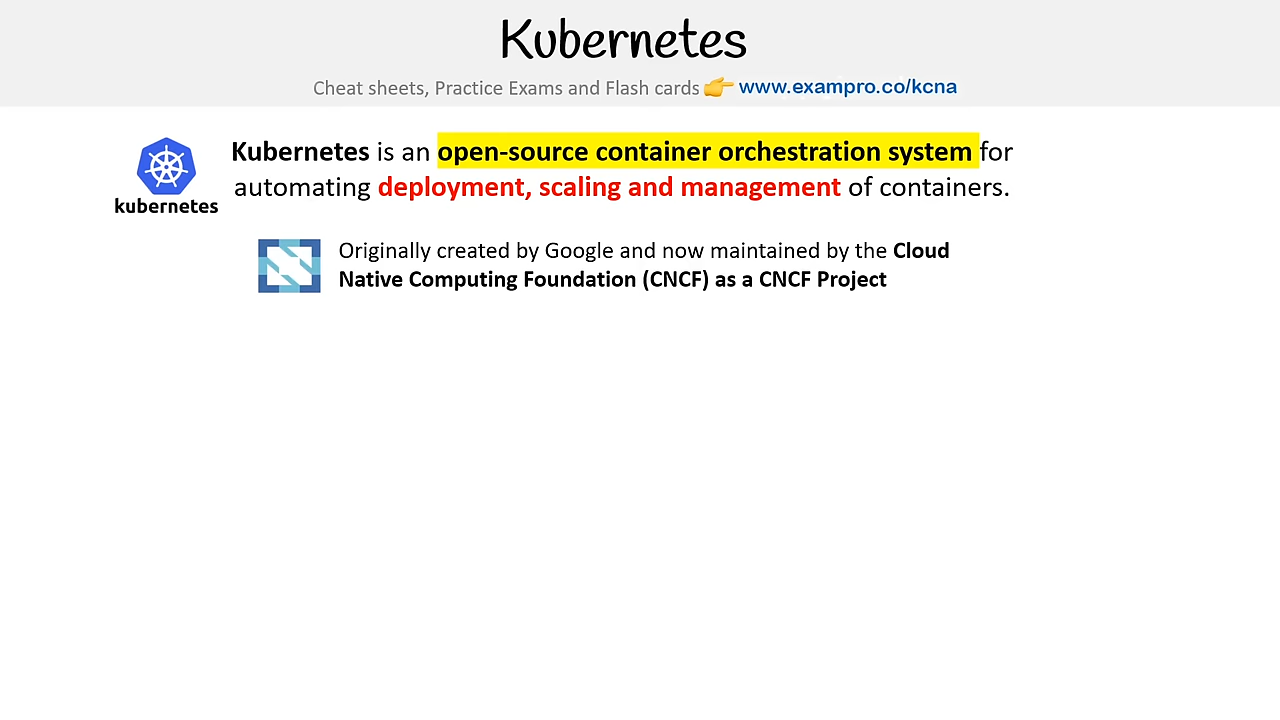 Kubernetes
Cheat sheets, Practice Exams and Flash cards 👉 www.exampro.co/kcna
Kubernetes is an open-source container orchestration system for
automating deployment, scaling and management of containers.
kubernetes
Originally created by Google and now maintained by the Cloud
Native Computing Foundation (CNCF) as a CNCF Project